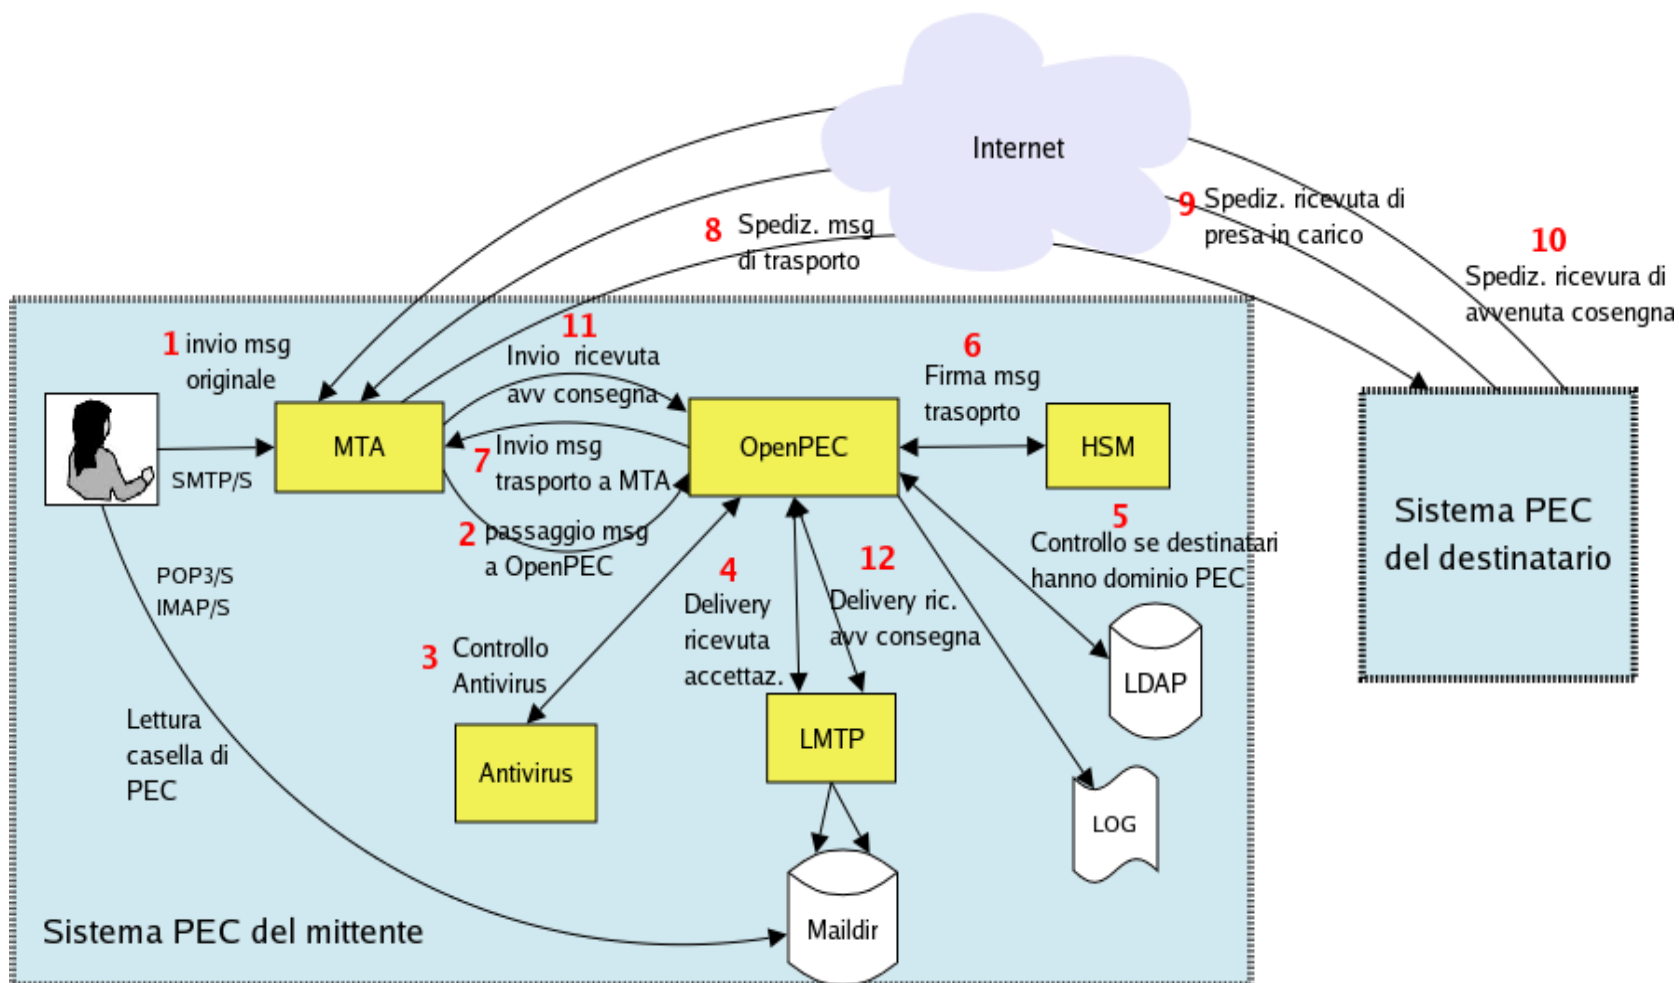 Internet
8 Spediz. msg
di trasporto
9 Spediz. ricevuta di
presa in carico
10
Spediz. ricevura di
avvenuta cosengna
1 invio msg
originale
11
Invio ricevuta
avv consegna
6
Firma msg
trasoprto
MTA
OpenPEC
HSM
SMTP/S
7 Invio msg
trasporto a MTA
2 passaggio msg
a OpenPEC
5
Controllo se destinatari
hanno dominio PEC
Sistema PEC
del destinatario
POP3/S
IMAP/S
4
Delivery
ricevuta
accettaz.
12
Delivery ric.
avv consegna
3 Controllo
Antivirus
LDAP
Lettura
casella di
PEC
Antivirus
LMTP
LOG
Maildir
Sistema PEC del mittente